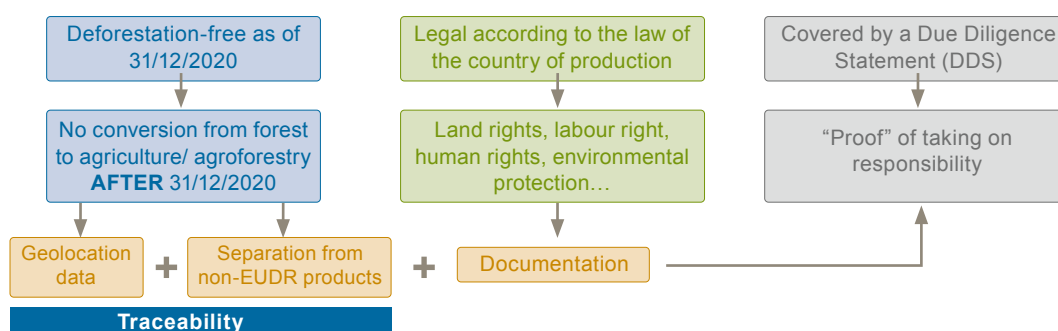 Deforestation-free as of
31/12/2020
Legal according to the law of
the country of production
Covered by a Due Diligence
Statement (DDS)
No conversion from forest
to agriculture/ agroforestry
AFTER 31/12/2020
Land rights, labour right,
human rights, environmental
protection…
“Proof” of taking on
responsibility
Geolocation
data
+
Separation from
non-EUDR products
+
Documentation
Traceability